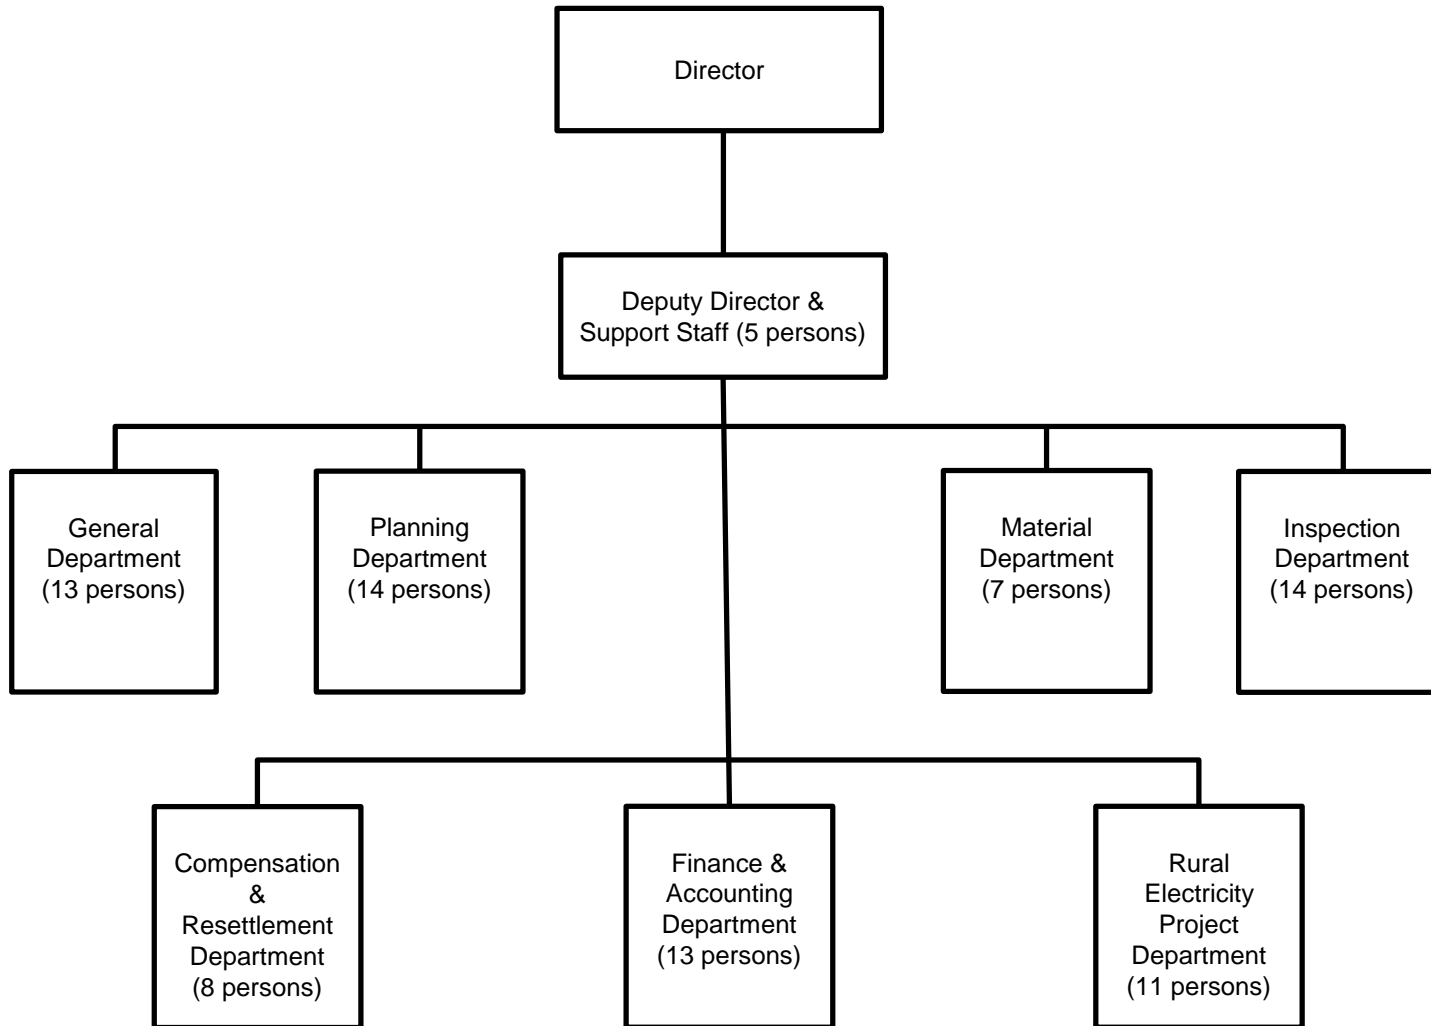 Director
Deputy Director &
Support Staff (5 persons)
General
Department
(13 persons)
Planning
Department
(14 persons)
Material
Department
(7 persons)
Inspection
Department
(14 persons)
Compensation
&
Resettlement
Department
(8 persons)
Finance &
Accounting
Department
(13 persons)
Rural
Electricity
Project
Department
(11 persons)